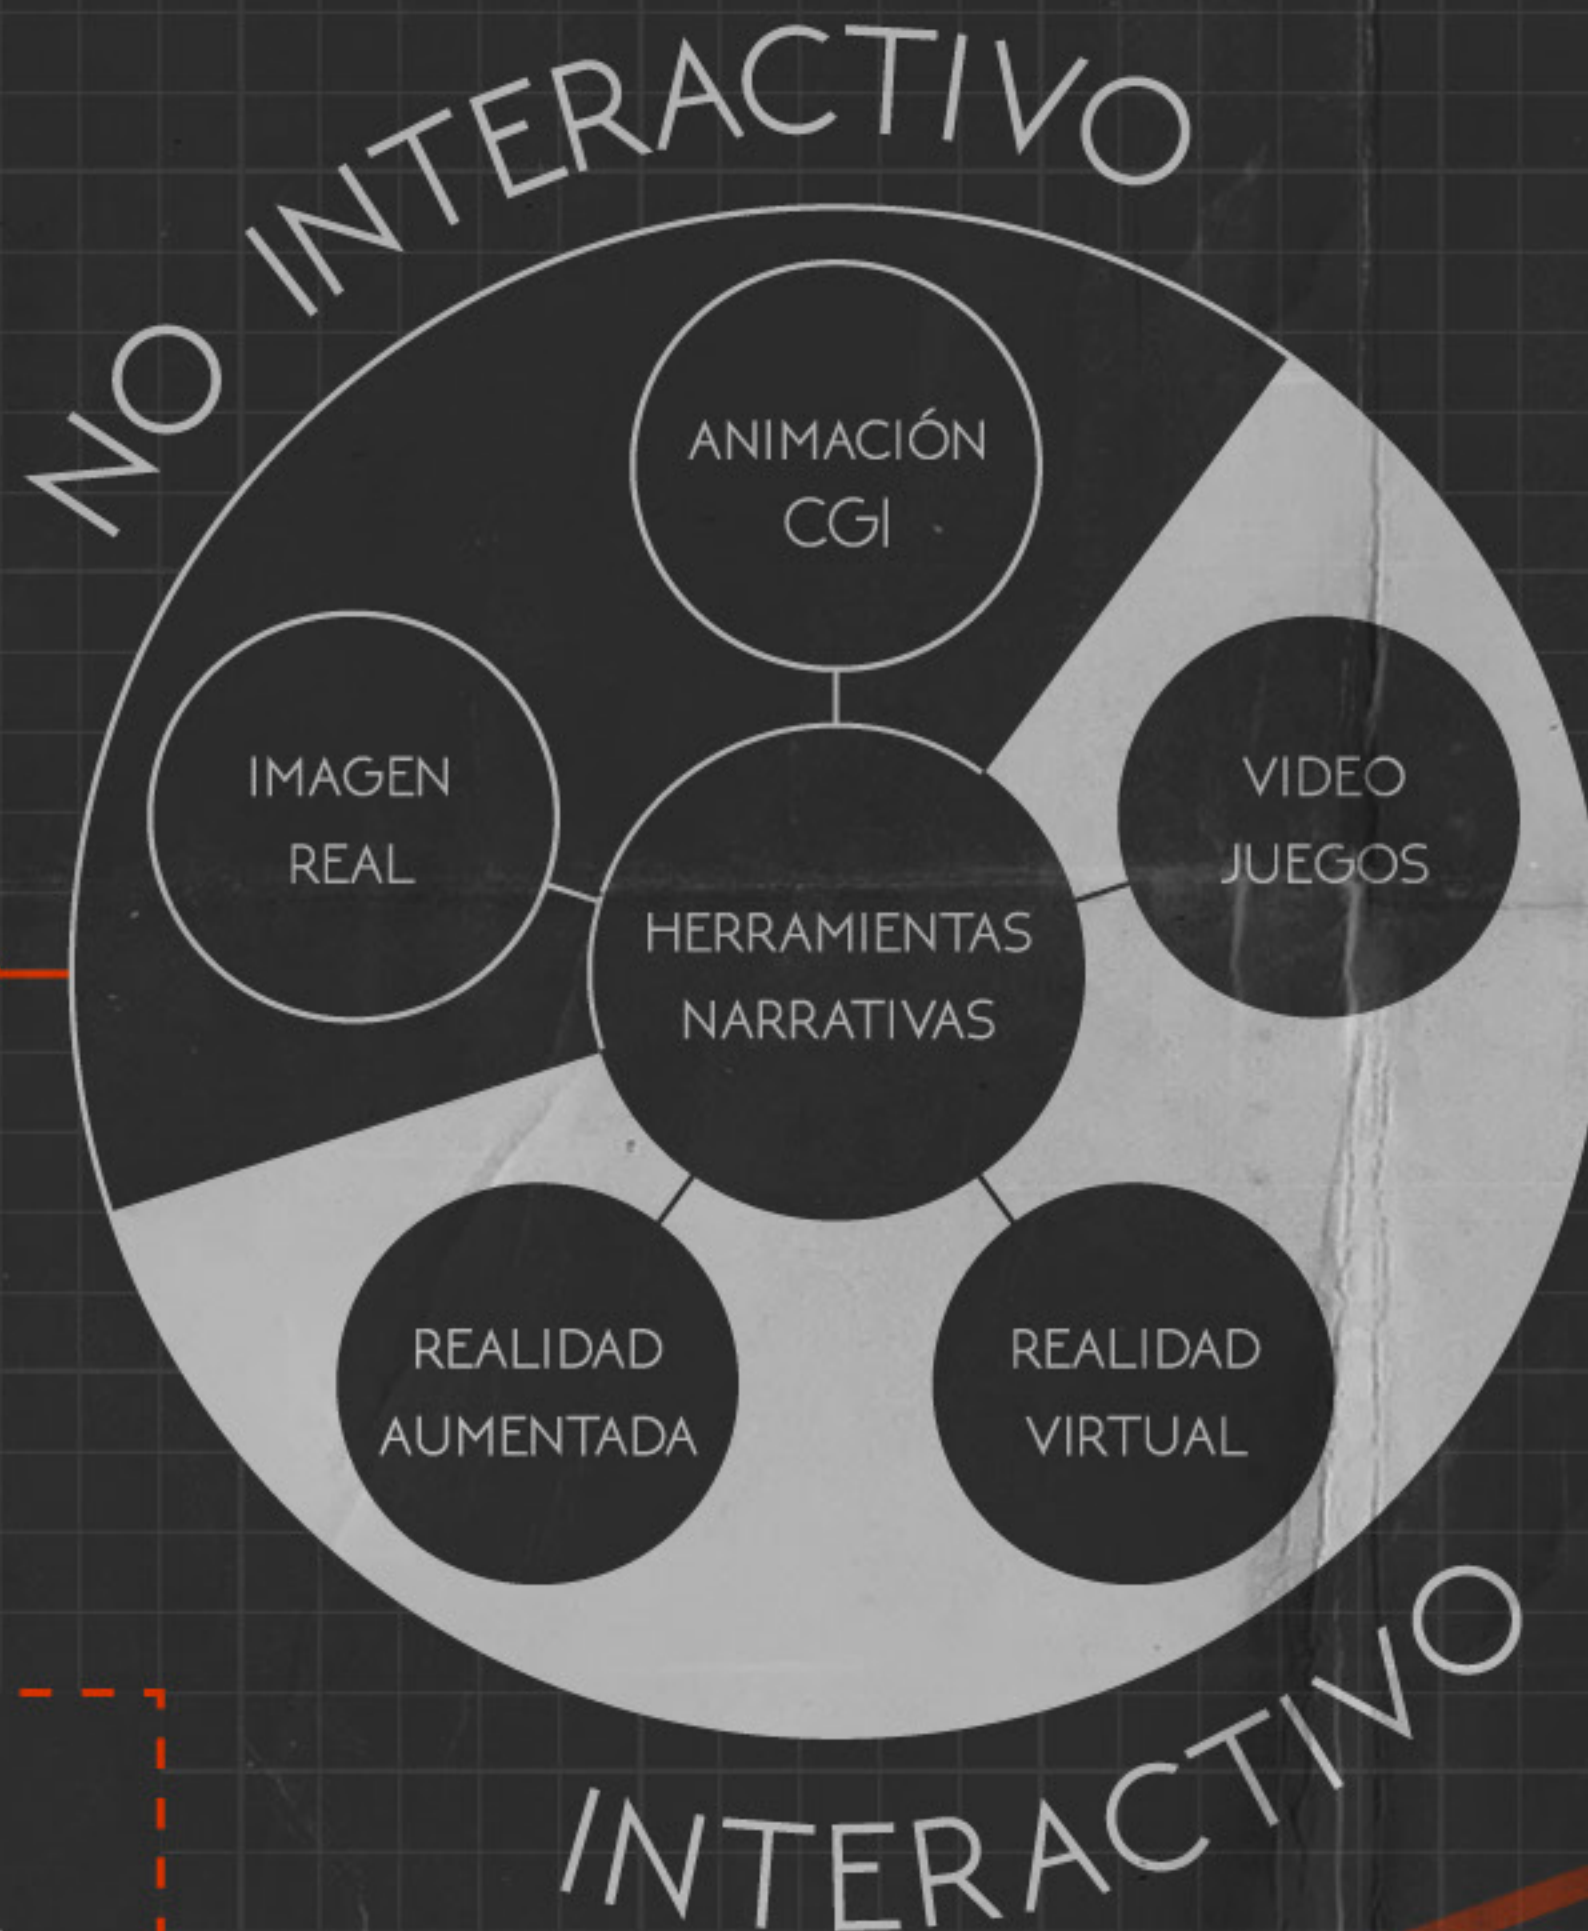 NO INTERACTIVO
ANIMACIÓN
CGI
IMAGEN
REAL
VIDEO
JUEGOS
HERRAMIENTAS
NARRATIVAS
REALIDAD
AUMENTADA
REALIDAD
VIRTUAL
INTERACTIVO